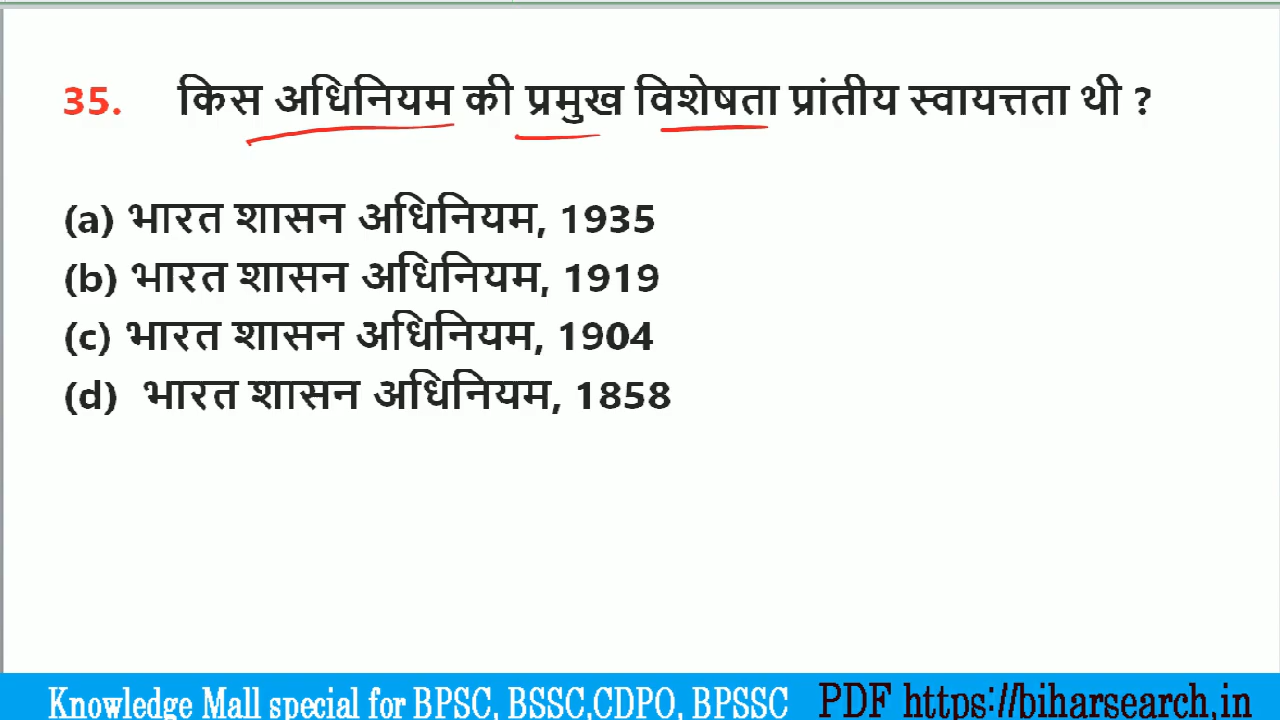 35. किस अधिनियम की प्रमुख विशेषता प्रांतीय स्वायत्तता थी ?
(a) भारत शासन अधिनियम, 1935
(b) भारत शासन अधिनियम, 1919
(c) भारत शासन अधिनियम, 1904
(d) भारत शासन अधिनियम, 1858
Knowledge Mall special for BPSC, BSSC,CDPO, BPSSC PDF https://biharsearch.in